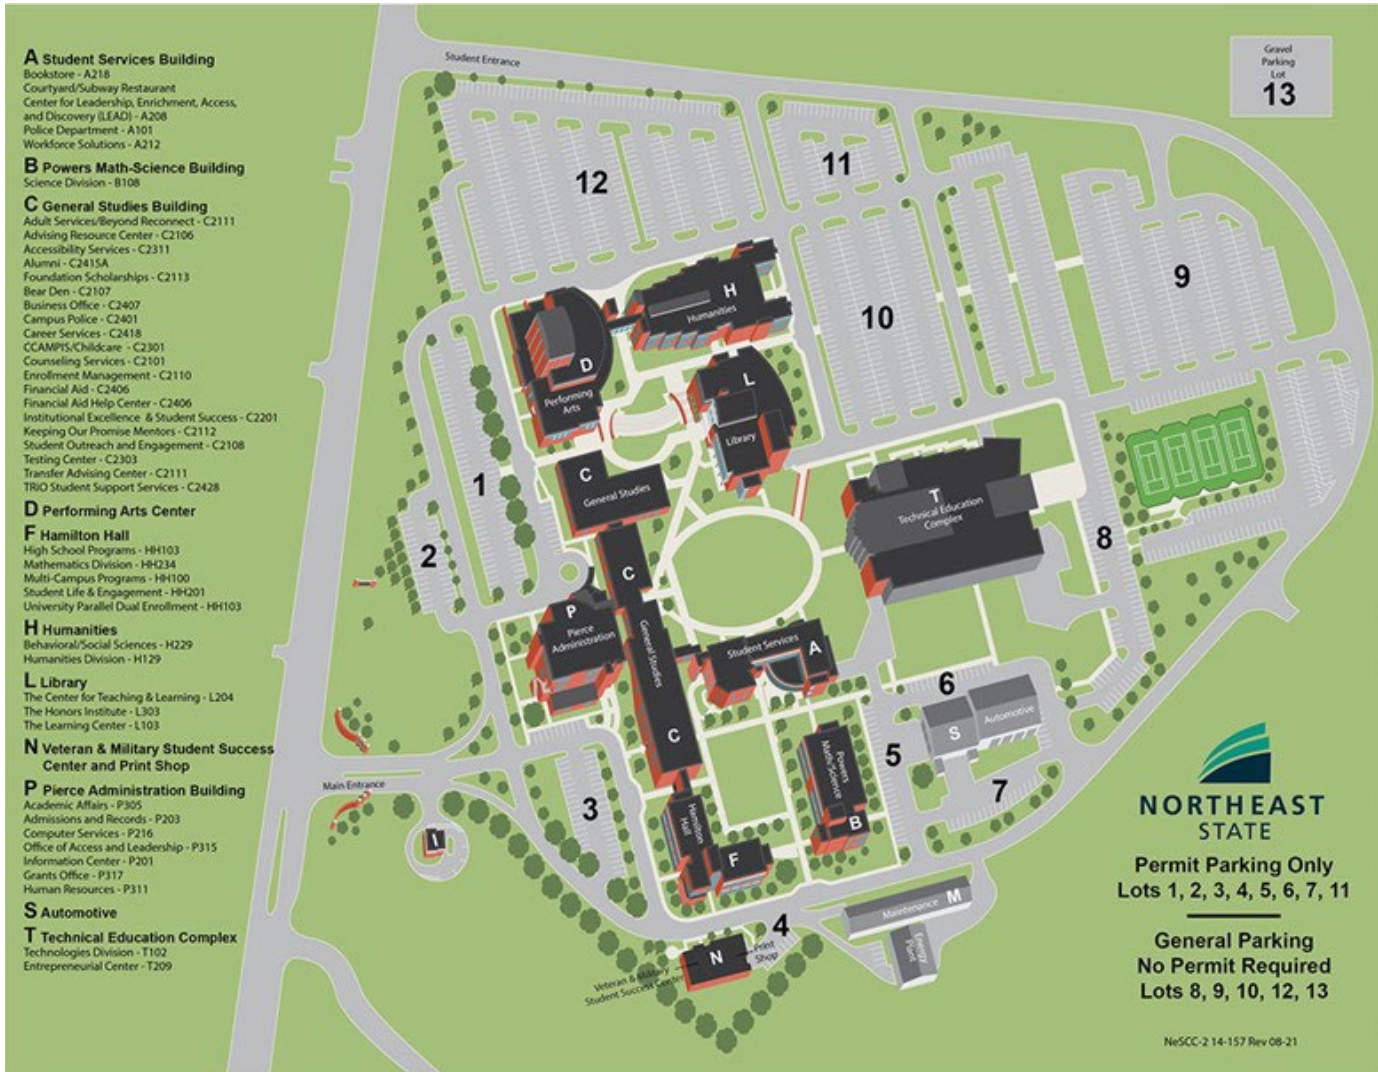 A Student Services Building
Bookstore - A218
Courtyard/Subway Restaurant
Center for Leadership, Enrichment, Access,
and Discovery (LEAD) - A208
Police Department - A101
Workforce Solutions - A212
B Powers Math-Science Building
Science Division - B108
C General Studies Building
Adult Services/Beyond Reconnect - C2111
Advising Resource Center - C2106
Accessibility Services - C2311
Alumni - C2415A
Foundation Scholarships - C2113
Bear Den - C2107
Business Office - C2407
Campus Police - C2401
Career Services - C2418
CCAMPIS/Childcare - C2301
Counseling Services - C2101
Enrollment Management - C2110
Financial Aid - C2406
Financial Aid Help Center - C2406
Institutional Excellence & Student Success - C2201
Keeping Our Promise Mentors - C2112
Student Outreach and Engagement - C2108
Testing Center - C2303
Transfer Advising Center - C2111
TRiO Student Support Services - C2428
D Performing Arts Center
F Hamilton Hall
High School Programs - HH103
Mathematics Division - HH234
Multi-Campus Programs - HH100
Student Life & Engagement - HH201
University Parallel Dual Enrollment - HH103
H Humanities
Behavioral/Social Sciences - H229
Humanities Division - H129
L Library
The Center for Teaching & Learning - L204
The Honors Institute - L303
The Learning Center - L103
N Veteran & Military Student Success
Center and Print Shop
P Pierce Administration Building
Academic Affairs - P305
Admissions and Records - P203
Computer Services - P216
Office of Access and Leadership - P315
Information Center - P201
Grants Office - P317
Human Resources - P311
S Automotive
T Technical Education Complex
Technologies Division - T102
Entrepreneurial Center - T209
Student Entrance
Gravel
Parking
Lot
13
12
11
10
9
H
Humanities
D
Performing
Arts
L
Library
C
General Studies
1
2
T
Technical Education
Complex
8
C
P
Pierce
Administration
General Studies
C
Student Services
A
6
S
Automotive
5
7
Powers
Math/Science
B
3
Main Entrance
I
Hamilton
Hall
F
4
Maintenance M
Energy
Plant
N
Print
Shop
Veteran & Military
Student Success Center
NORTHEAST
STATE
Permit Parking Only
Lots 1, 2, 3, 4, 5, 6, 7, 11
General Parking
No Permit Required
Lots 8, 9, 10, 12, 13
NeSCC-2 14-157 Rev 08-21